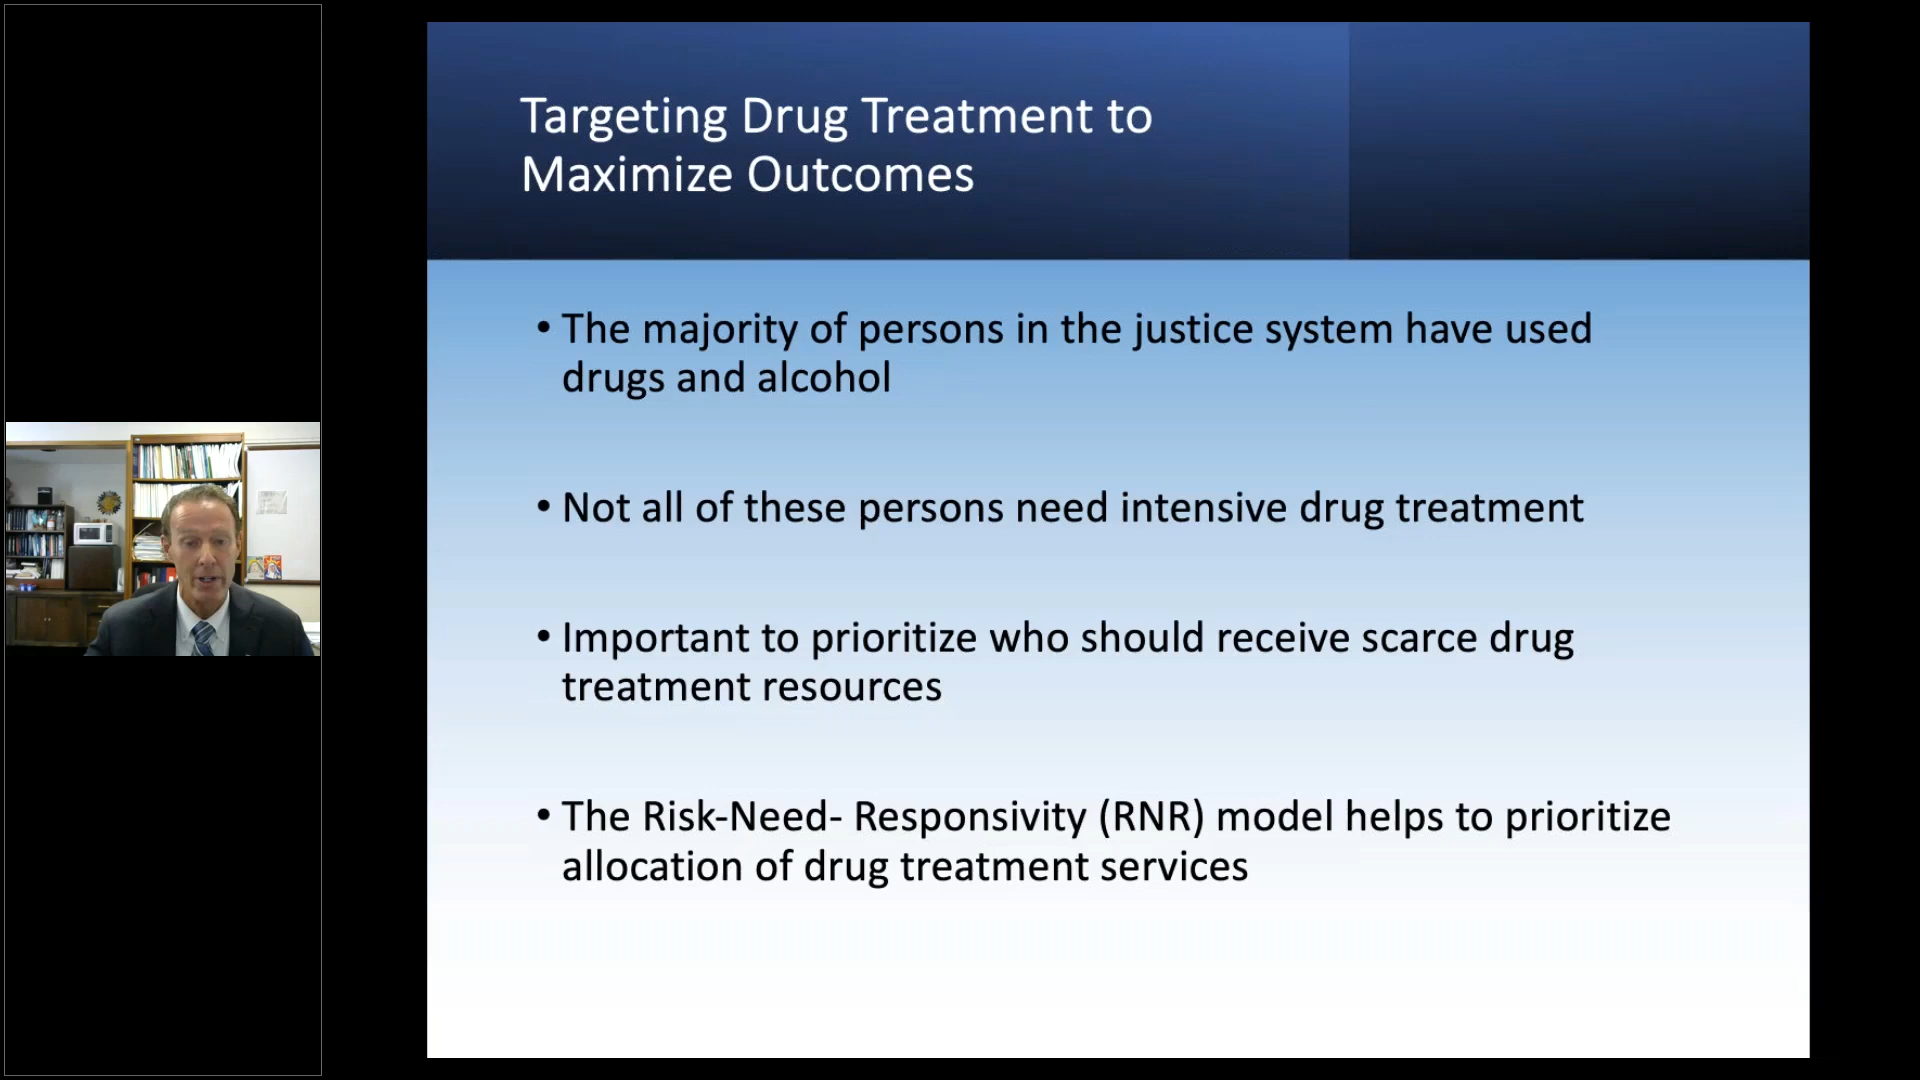 Targeting Drug Treatment to
Maximize Outcomes
• The majority of persons in the justice system have used
drugs and alcohol
• Not all of these persons need intensive drug treatment
• Important to prioritize who should receive scarce drug
treatment resources
• The Risk-Need- Responsivity (RNR) model helps to prioritize
allocation of drug treatment services